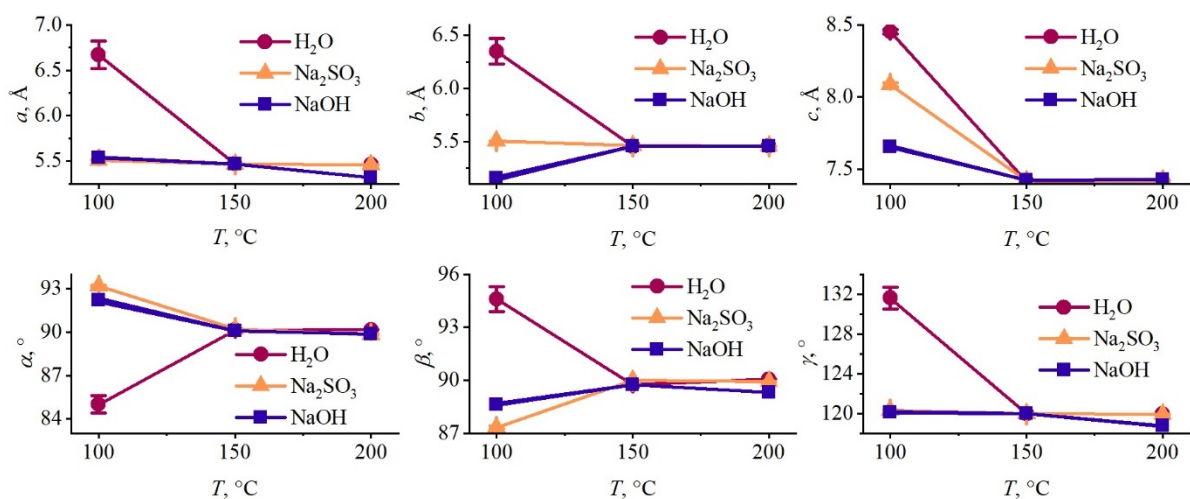 7.0
6.5
6.0
5.5
a, Å
H₂O
Na₂SO₃
NaOH
100 150 200
T, °C
6.5
6.0
5.5
b, Å
H₂O
Na₂SO₃
NaOH
100 150 200
T, °C
8.5
8.0
7.5
c, Å
H₂O
Na₂SO₃
NaOH
100 150 200
T, °C
93
90
87
84
α, °
H₂O
Na₂SO₃
NaOH
100 150 200
T, °C
96
93
90
87
β, °
H₂O
Na₂SO₃
NaOH
100 150 200
T, °C
132
128
124
120
γ, °
H₂O
Na₂SO₃
NaOH
100 150 200
T, °C